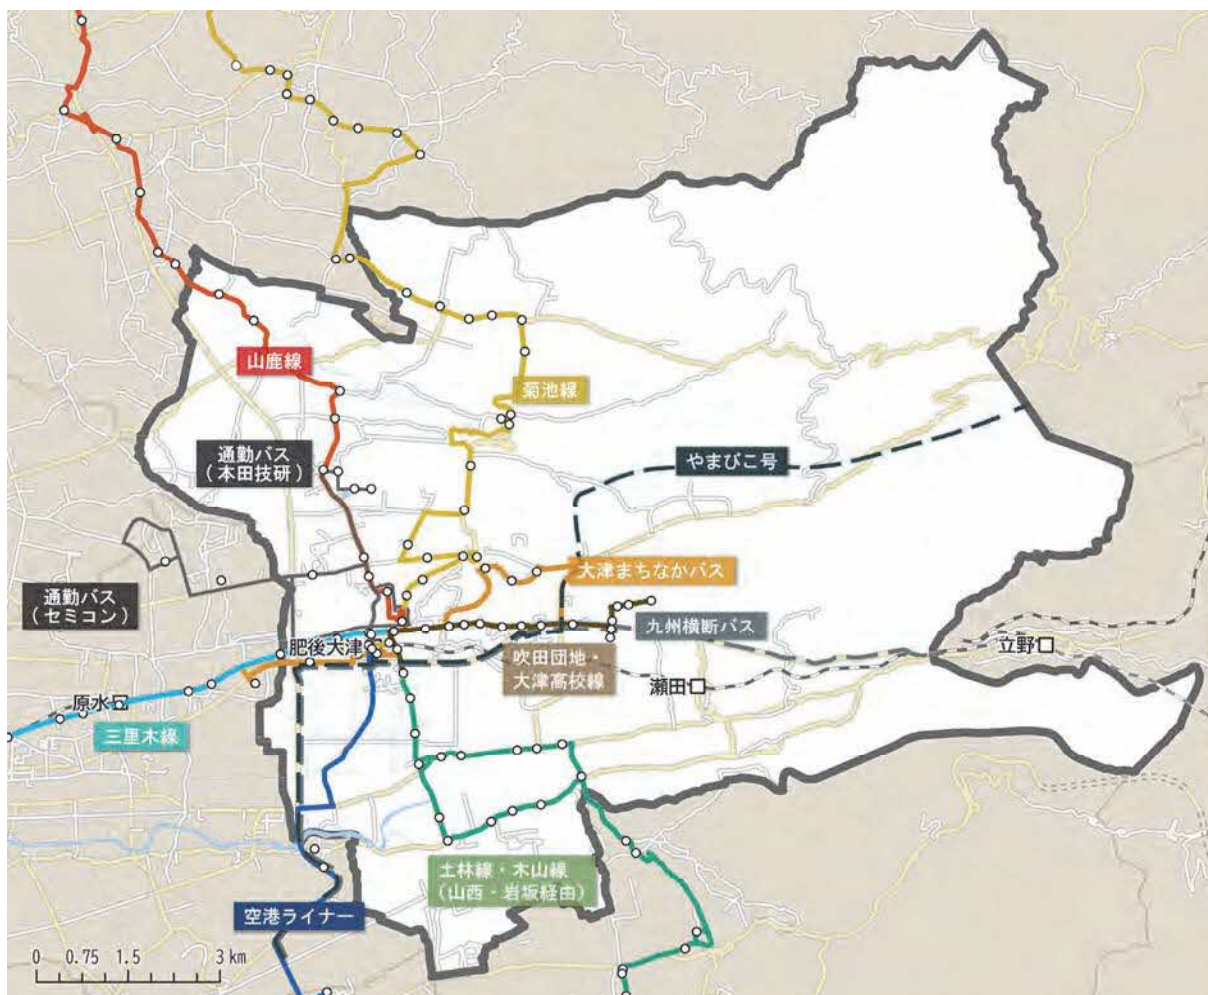 山鹿線
菊池線
通勤バス
（本田技研）
やまびこ号
大津まちなかバス
通勤バス
（セミコン）
九州横断バス
肥後大津
吹田団地・
大津高校線
立野
瀬田
原水
三里木線
土林線・木山線
（山西・岩坂経由）
空港ライナー
0 0.75 1.5 3 km